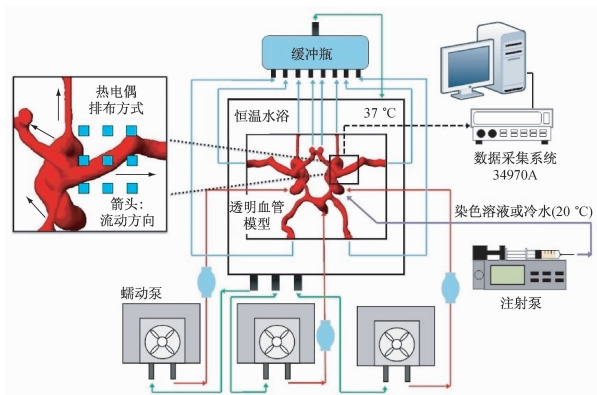 缓冲瓶
热电偶
排布方式
箭头:
流动方向
恒温水浴
37 ℃
透明血管
模型
数据采集系统
34970A
染色溶液或冷水(20 ℃)
注射泵
蠕动泵